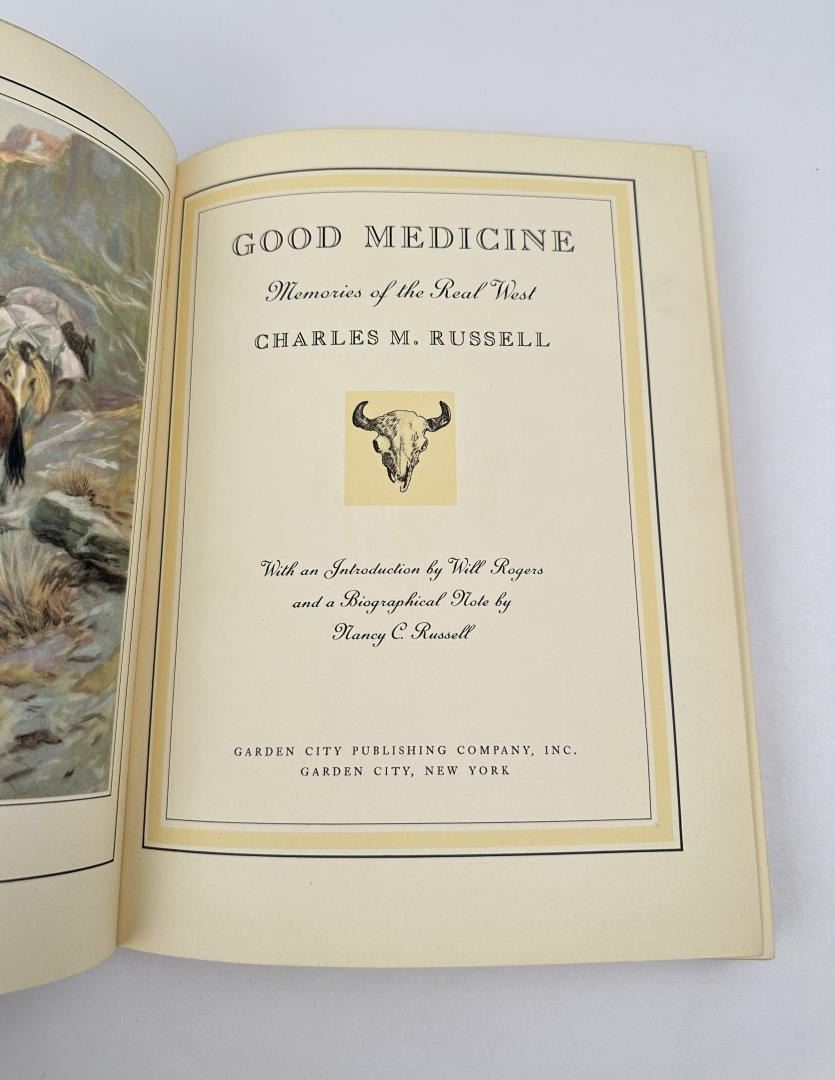 GOOD MEDICINE
Memories of the Real West
CHARLES M. RUSSELL
With an Introduction by Will Rogers
and a Biographical Note by
Nancy C. Russell
GARDEN CITY PUBLISHING COMPANY, INC.
GARDEN CITY, NEW YORK